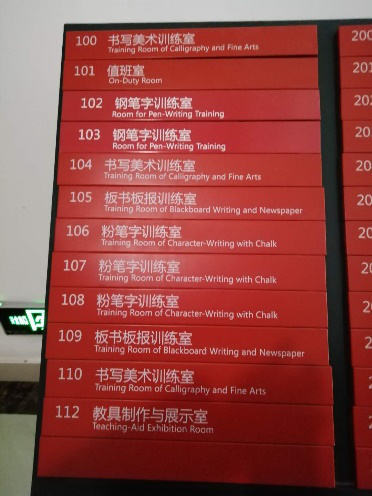 100 书写美术训练室
Training Room of Calligraphy and Fine Arts
101 值班室
On-Duty Room
102 钢笔字训练室
Room for Pen-Writing Training
103 钢笔字训练室
Room for Pen-Writing Training
104 书写美术训练室
Training Room of Calligraphy and Fine Arts
105 板书板报训练室
Training Room of Blackboard Writing and Newspaper
106 粉笔字训练室
Training Room of Character-Writing with Chalk
107 粉笔字训练室
Training Room of Character-Writing with Chalk
108 粉笔字训练室
Training Room of Character-Writing with Chalk
109 板书板报训练室
Training Room of Blackboard Writing and Newspaper
110 书写美术训练室
Training Room of Calligraphy and Fine Arts
112 教具制作与展示室
Teaching-Aid Exhibition Room